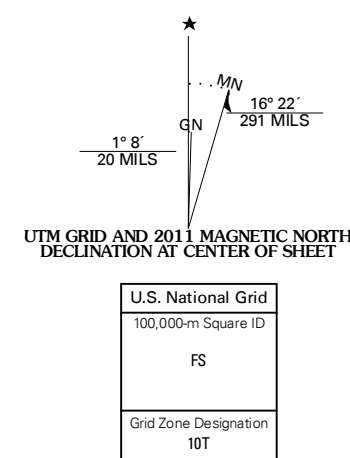 ★
MN
GN
16° 22´
291 MILS
1° 8´
20 MILS
UTM GRID AND 2011 MAGNETIC NORTH
DECLINATION AT CENTER OF SHEET
U.S. National Grid
100,000-m Square ID
FS
Grid Zone Designation
10T